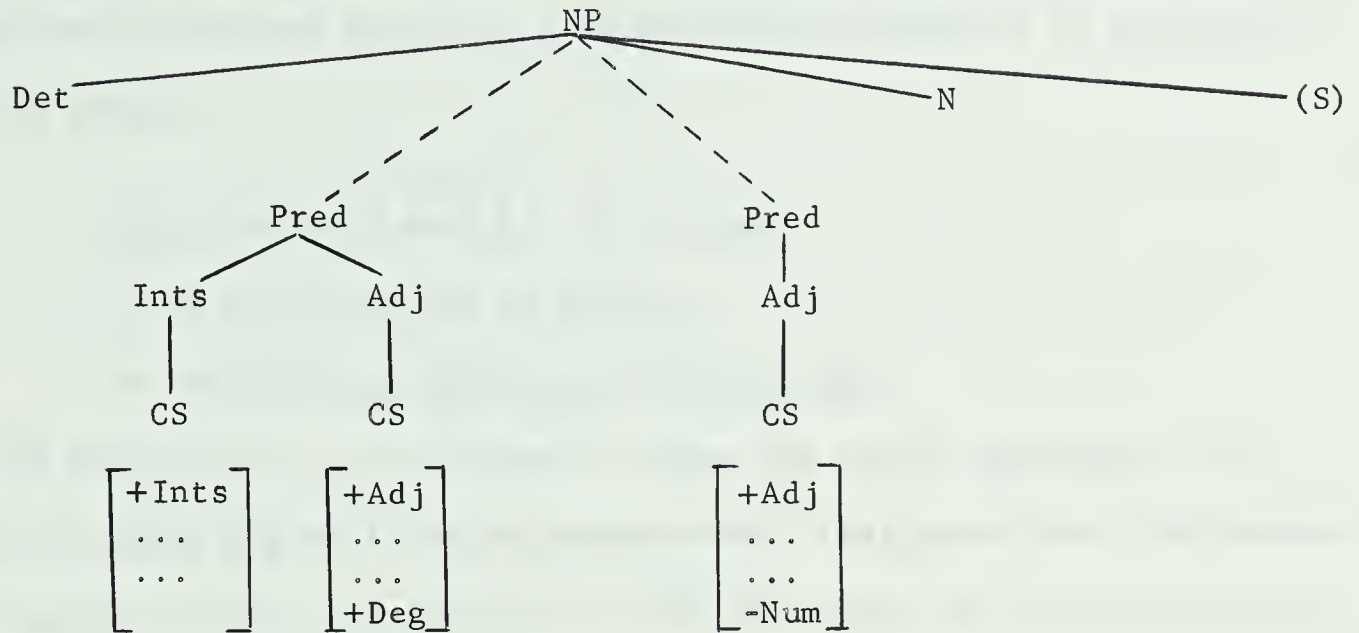 NP
Det N (S)
Pred Pred
Ints Adj Adj
CS CS CS
+Ints +Adj +Adj
... ... ...
... ... ...
+Deg -Num